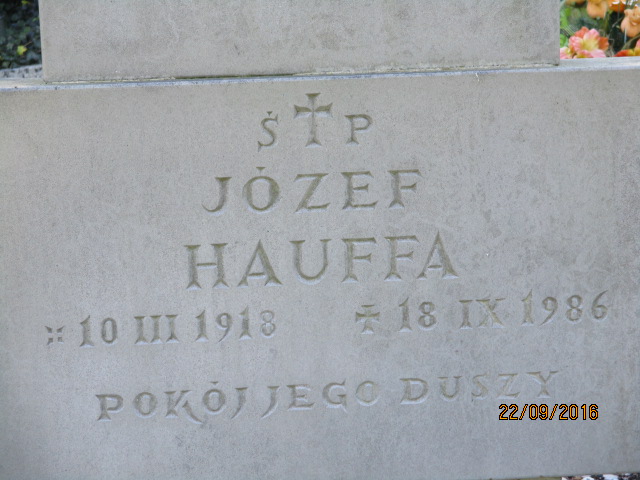 Ś✝P
JÓZEF
HAUFFA
¤ 10 III 1918 ✝ 18 IX 1986
POKÓJ JEGO DUSZY
22/09/2016